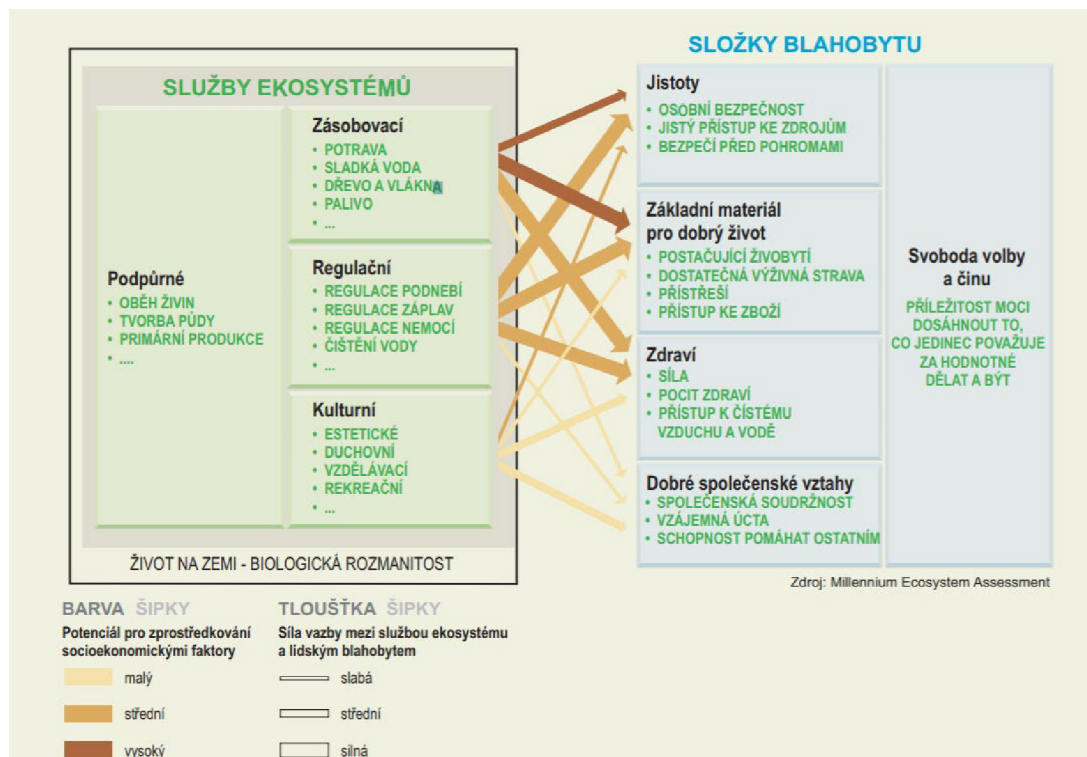 SLUŽBY EKOSYSTÉMŮ
Podpůrné
• OBĚH ŽIVIN
• TVORBA PŮDY
• PRIMÁRNÍ PRODUKCE
• ....
Zásobovací
• POTRAVA
• SLADKÁ VODA
• DŘEVO A VLÁKNA
• PALIVO
• ...
Regulační
• REGULACE PODNEBÍ
• REGULACE ZÁPLAV
• REGULACE NEMOCÍ
• ČIŠTĚNÍ VODY
• ...
Kulturní
• ESTETICKÉ
• DUCHOVNÍ
• VZDĚLÁVACÍ
• REKREAČNÍ
• ...
ŽIVOT NA ZEMI - BIOLOGICKÁ ROZMANITOST
SLOŽKY BLAHOBYTU
Jistoty
• OSOBNÍ BEZPEČNOST
• JISTÝ PŘÍSTUP KE ZDROJŮM
• BEZPEČÍ PŘED POHROMAMI
Základní materiál
pro dobrý život
• POSTAČUJÍCÍ ŽIVOBYTÍ
• DOSTATEČNÁ VÝŽIVNÁ STRAVA
• PŘÍSTŘEŠÍ
• PŘÍSTUP KE ZBOŽÍ
Zdraví
• SÍLA
• POCIT ZDRAVÍ
• PŘÍSTUP K ČÍSTÉMU
VZDUCHU A VODĚ
Dobré společenské vztahy
• SPOLEČENSKÁ SOUDRŽNOST
• VZÁJEMNÁ ÚCTA
• SCHOPNOST POMÁHAT OSTATNÍM
Svoboda volby
a činu
PŘÍLEŽITOST MOCI
DOSÁHNOUT TO,
CO JEDINEC POVAŽUJE
ZA HODNOTNÉ
DĚLAT A BÝT
Zdroj: Millennium Ecosystem Assessment
BARVA ŠIPKY
Potenciál pro zprostředkování
socioekonomickými faktory
malý
střední
vysoký
TLOUŠŤKA ŠIPKY
Síla vazby mezi službou ekosystému
a lidským blahobytem
slabá
střední
silná